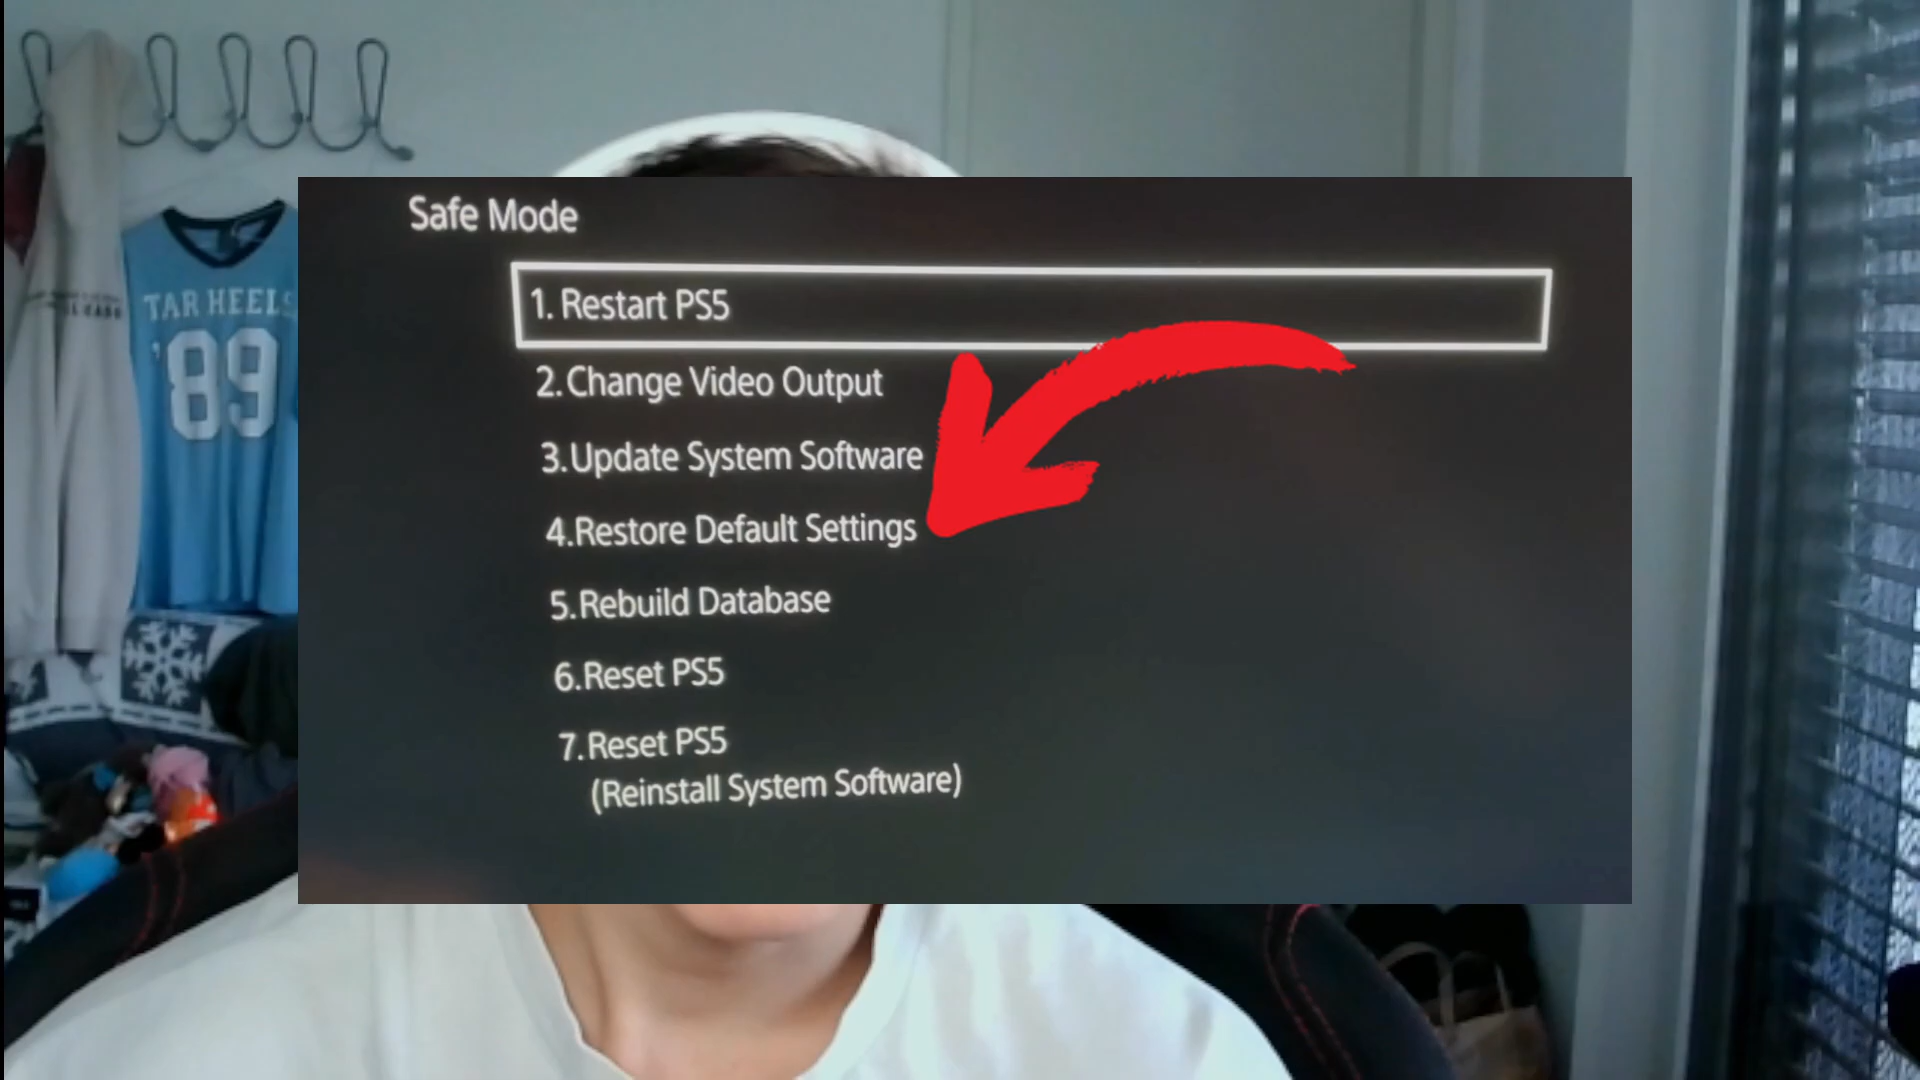 Safe Mode
1. Restart PS5
2.Change Video Output
3.Update System Software
4.Restore Default Settings
5.Rebuild Database
6.Reset PS5
7.Reset PS5
(Reinstall System Software)
TAR HEELS
'89